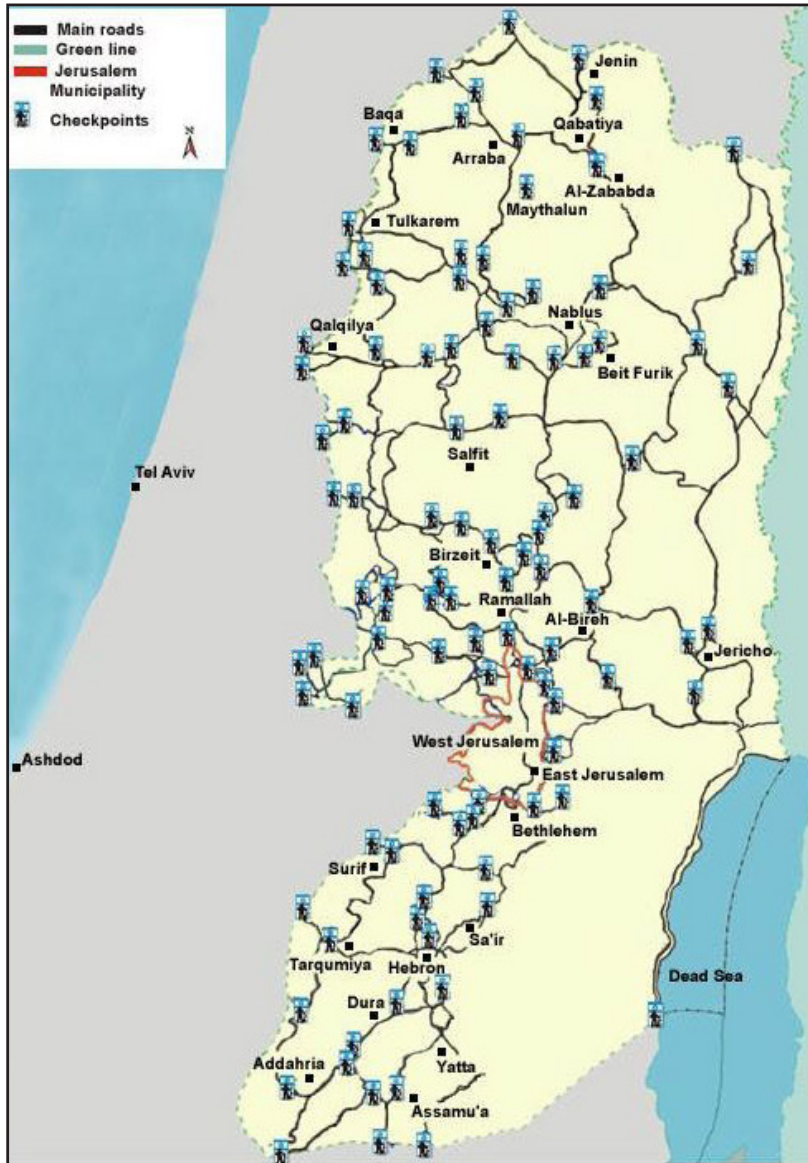 Main roads
Green line
Jerusalem
Municipality
Checkpoints
N
Jenin
Baqa
Qabatiya
Arraba
Al-Zababda
Maythalun
Tulkarem
Nablus
Qalqilya
Beit Furik
Salfit
Tel Aviv
Birzeit
Ramallah
Al-Bireh
Jericho
West Jerusalem
Ashdod
East Jerusalem
Bethlehem
Surif
Sa'ir
Tarqumiya
Hebron
Dead Sea
Dura
Addahria
Yatta
Assamu'a